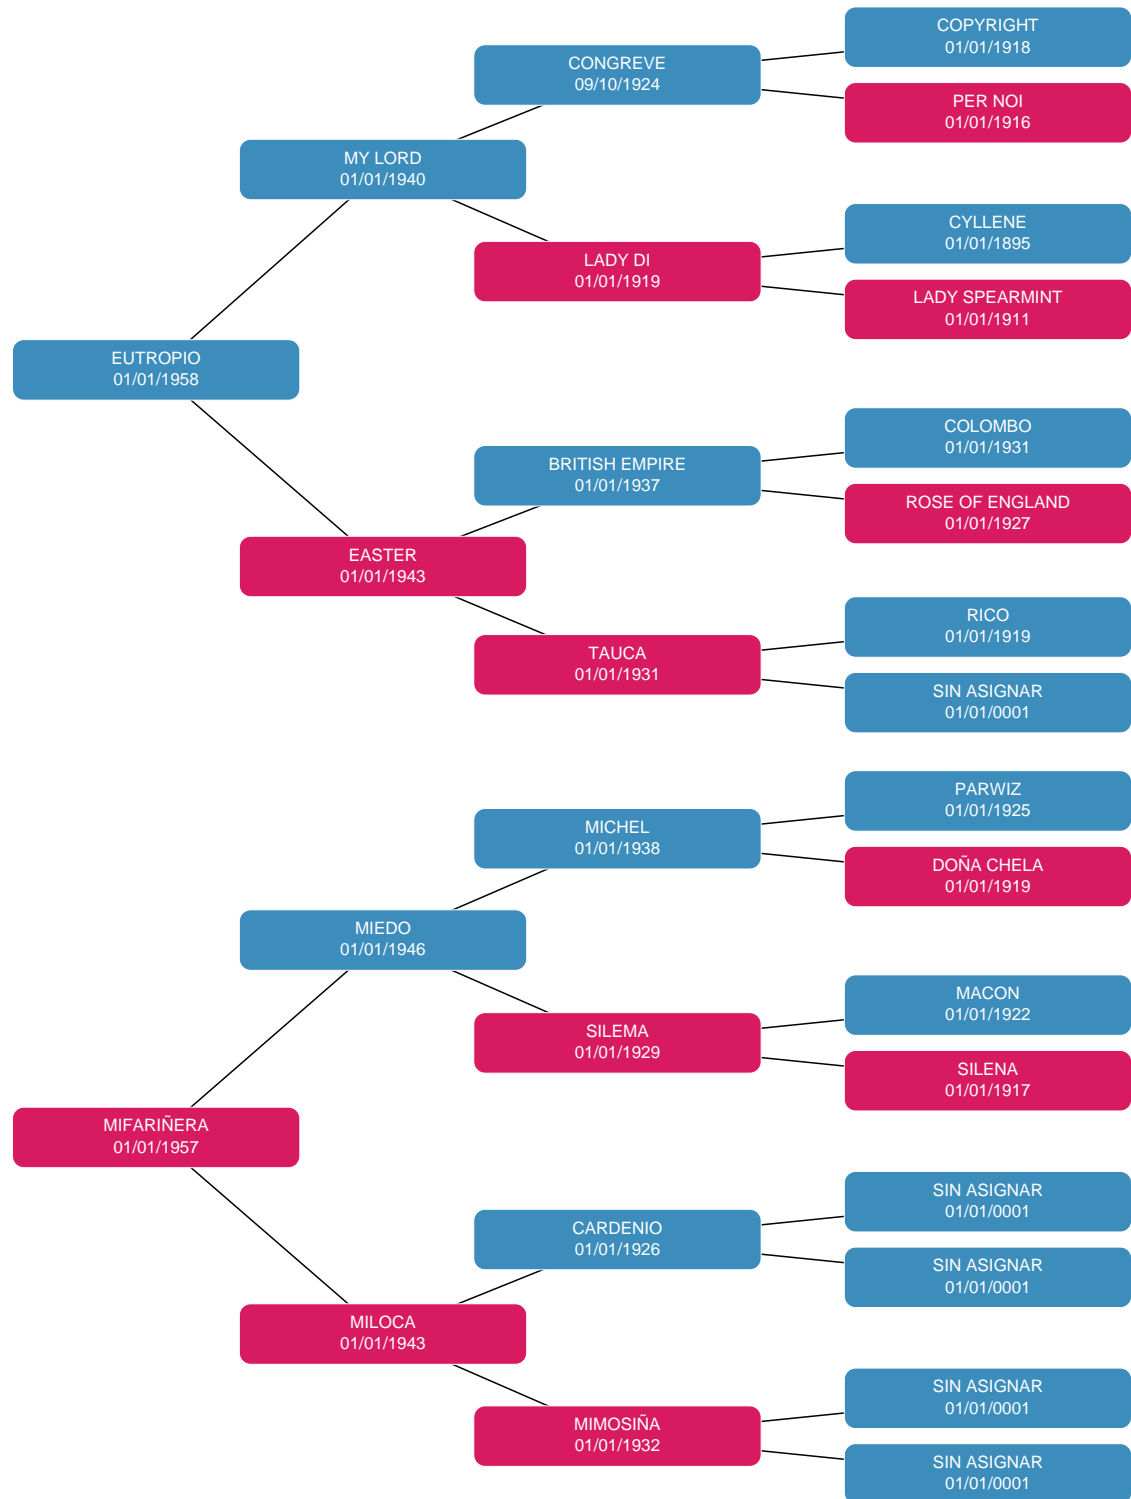 COPYRIGHT
01/01/1918
CONGREVE
09/10/1924
PER NOI
01/01/1916
MY LORD
01/01/1940
CYLLENE
01/01/1895
LADY DI
01/01/1919
LADY SPEARMINT
01/01/1911
EUTROPIO
01/01/1958
COLOMBO
01/01/1931
BRITISH EMPIRE
01/01/1937
ROSE OF ENGLAND
01/01/1927
EASTER
01/01/1943
RICO
01/01/1919
TAUCA
01/01/1931
SIN ASIGNAR
01/01/0001
PARWIZ
01/01/1925
MICHEL
01/01/1938
DOÑA CHELA
01/01/1919
MIEDO
01/01/1946
MACON
01/01/1922
SILEMA
01/01/1929
SILENA
01/01/1917
MIFARIÑERA
01/01/1957
SIN ASIGNAR
01/01/0001
CARDENIO
01/01/1926
SIN ASIGNAR
01/01/0001
MILOCA
01/01/1943
SIN ASIGNAR
01/01/0001
MIMOSIÑA
01/01/1932
SIN ASIGNAR
01/01/0001